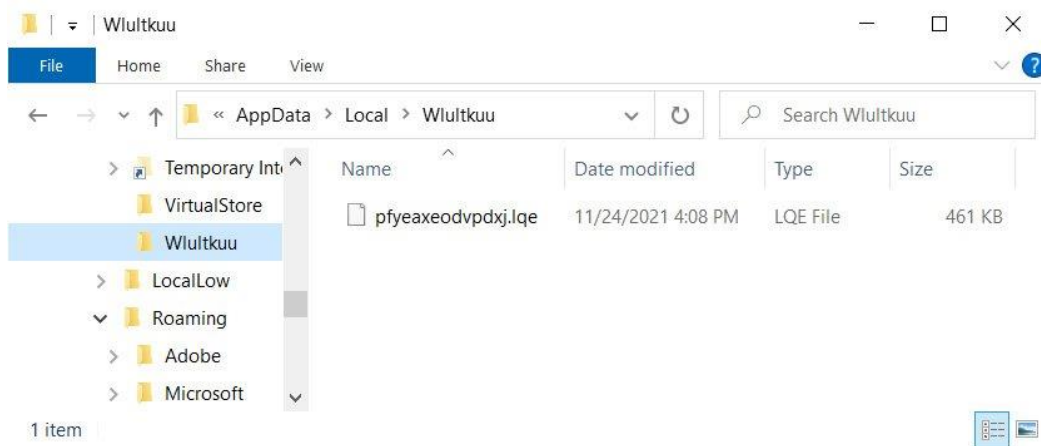 Wlultkuu
File Home Share View
?
« AppData > Local > Wlultkuu
Search Wlultkuu
Name Date modified Type Size
Temporary Inte
pfyeaxeodvpdxj.lqe 11/24/2021 4:08 PM LQE File 461 KB
VirtualStore
Wlultkuu
LocalLow
Roaming
Adobe
Microsoft
1 item